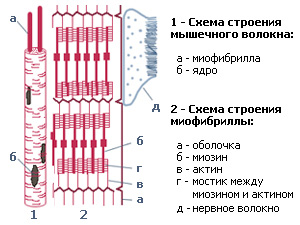 а
б
1
2
д
б
г
в
а
1 - Схема строения
мышечного волокна:
а - миофибрилла
б - ядро
2 - Схема строения
миофибриллы:
а - оболочка
б - миозин
в - актин
г - мостик между
миозином и актином
д - нервное волокно